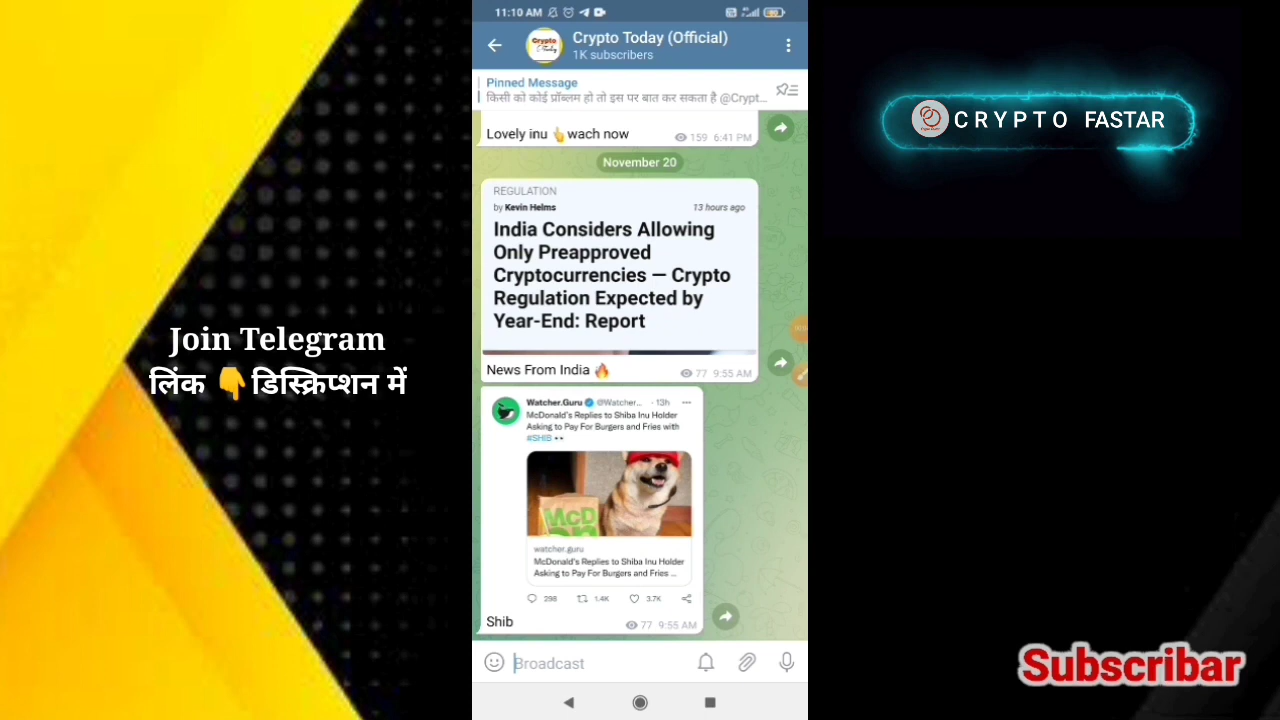 Join Telegram
लिंक 👇 डिस्क्रिप्शन में
11:10 AM
Crypto Today (Official)
1K subscribers
Pinned Message
किसी को कोई प्रॉब्लम हो तो इस पर बात कर सकता है @Crypt...
Lovely inu 👆 wach now
159 6:41 PM
November 20
REGULATION
by Kevin Helms 13 hours ago
India Considers Allowing
Only Preapproved
Cryptocurrencies — Crypto
Regulation Expected by
Year-End: Report
News From India 🔥
77 9:55 AM
Watcher.Guru @Watcher... · 13h
McDonald's Replies to Shiba Inu Holder
Asking to Pay For Burgers and Fries with
#SHIB 👀
McD
watcher.guru
McDonald's Replies to Shiba Inu Holder
Asking to Pay For Burgers and Fries ...
298 1.4K 3.7K
Shib
77 9:55 AM
Broadcast
CRYPTO FASTAR
Subscribar